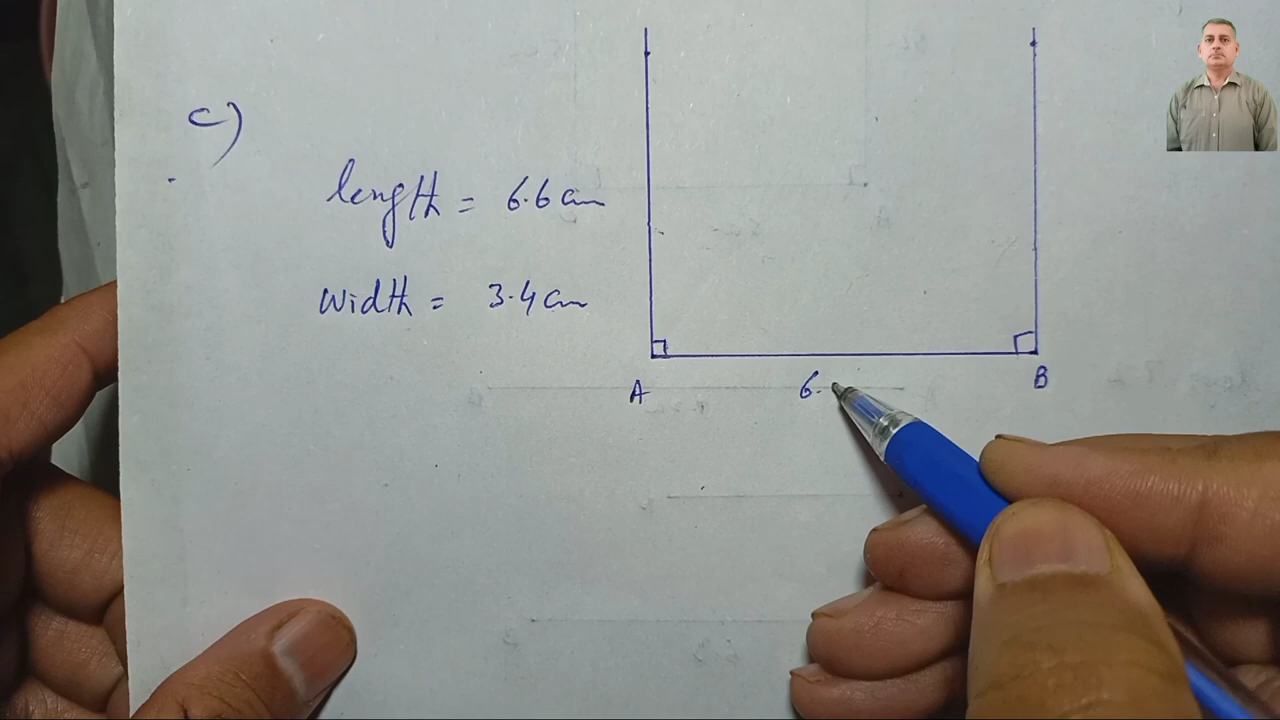 c)
length = 6.6 cm
width = 3.4 cm
A 6. B